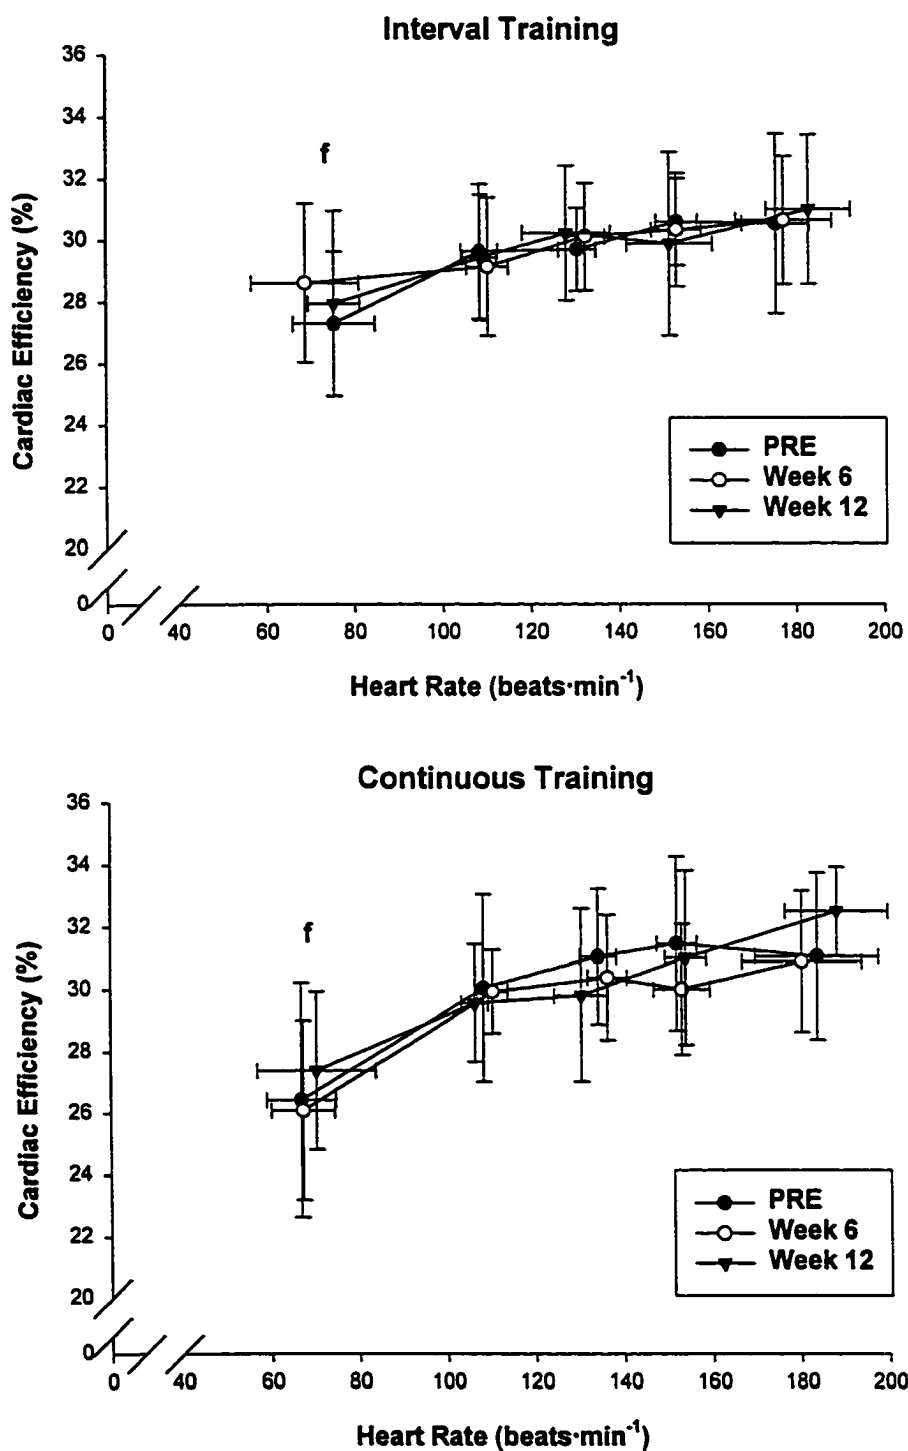 Interval Training
36
34
32
30
28
26
24
22
20
0
f
Cardiac Efficiency (%)
PRE
Week 6
Week 12
0 40 60 80 100 120 140 160 180 200
Heart Rate (beats·min⁻¹)
Continuous Training
36
34
32
30
28
26
24
22
20
0
f
Cardiac Efficiency (%)
PRE
Week 6
Week 12
0 40 60 80 100 120 140 160 180 200
Heart Rate (beats·min⁻¹)